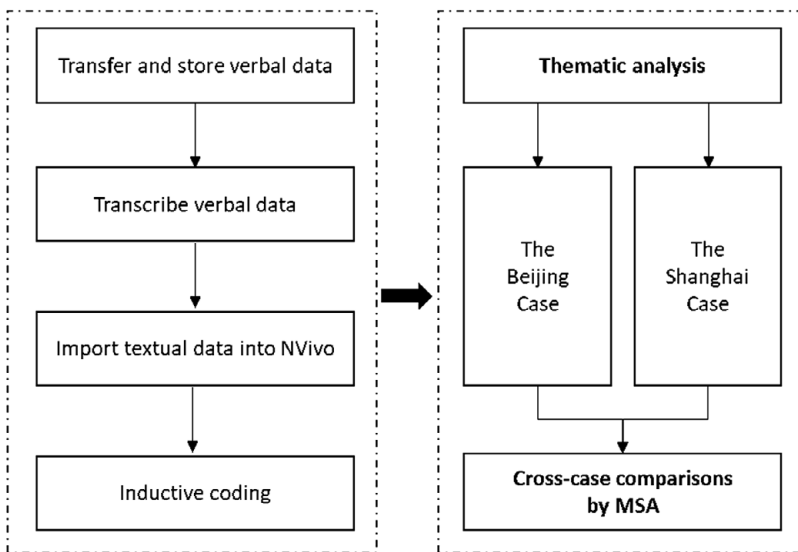 Transfer and store verbal data
Transcribe verbal data
Import textual data into NVivo
Inductive coding
Thematic analysis
The
Beijing
Case
The
Shanghai
Case
Cross-case comparisons
by MSA